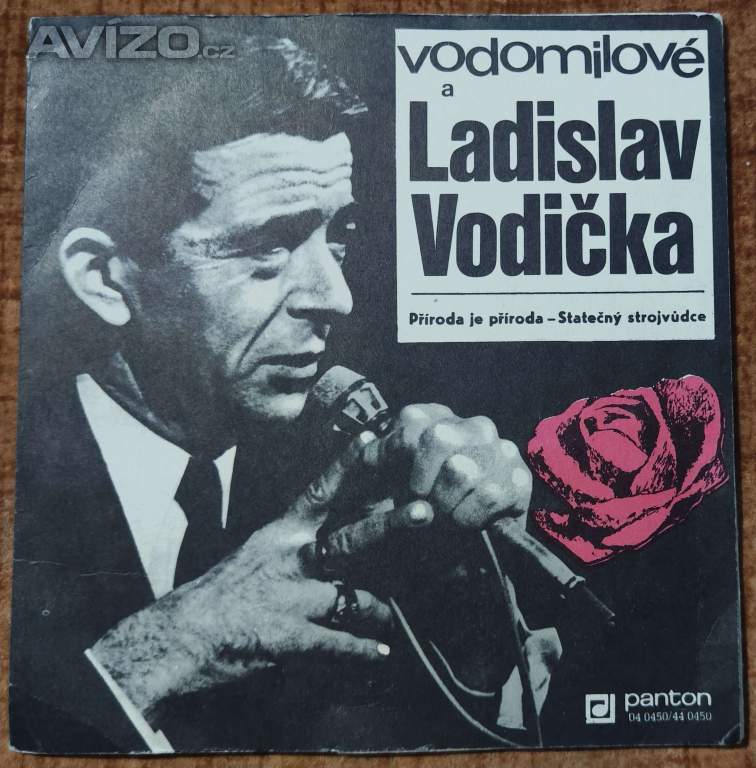 AVÍZO.cz
vodomilové
a
Ladislav
Vodička
Příroda je příroda – Statečný strojvůdce
panton
04 0450/44 0450